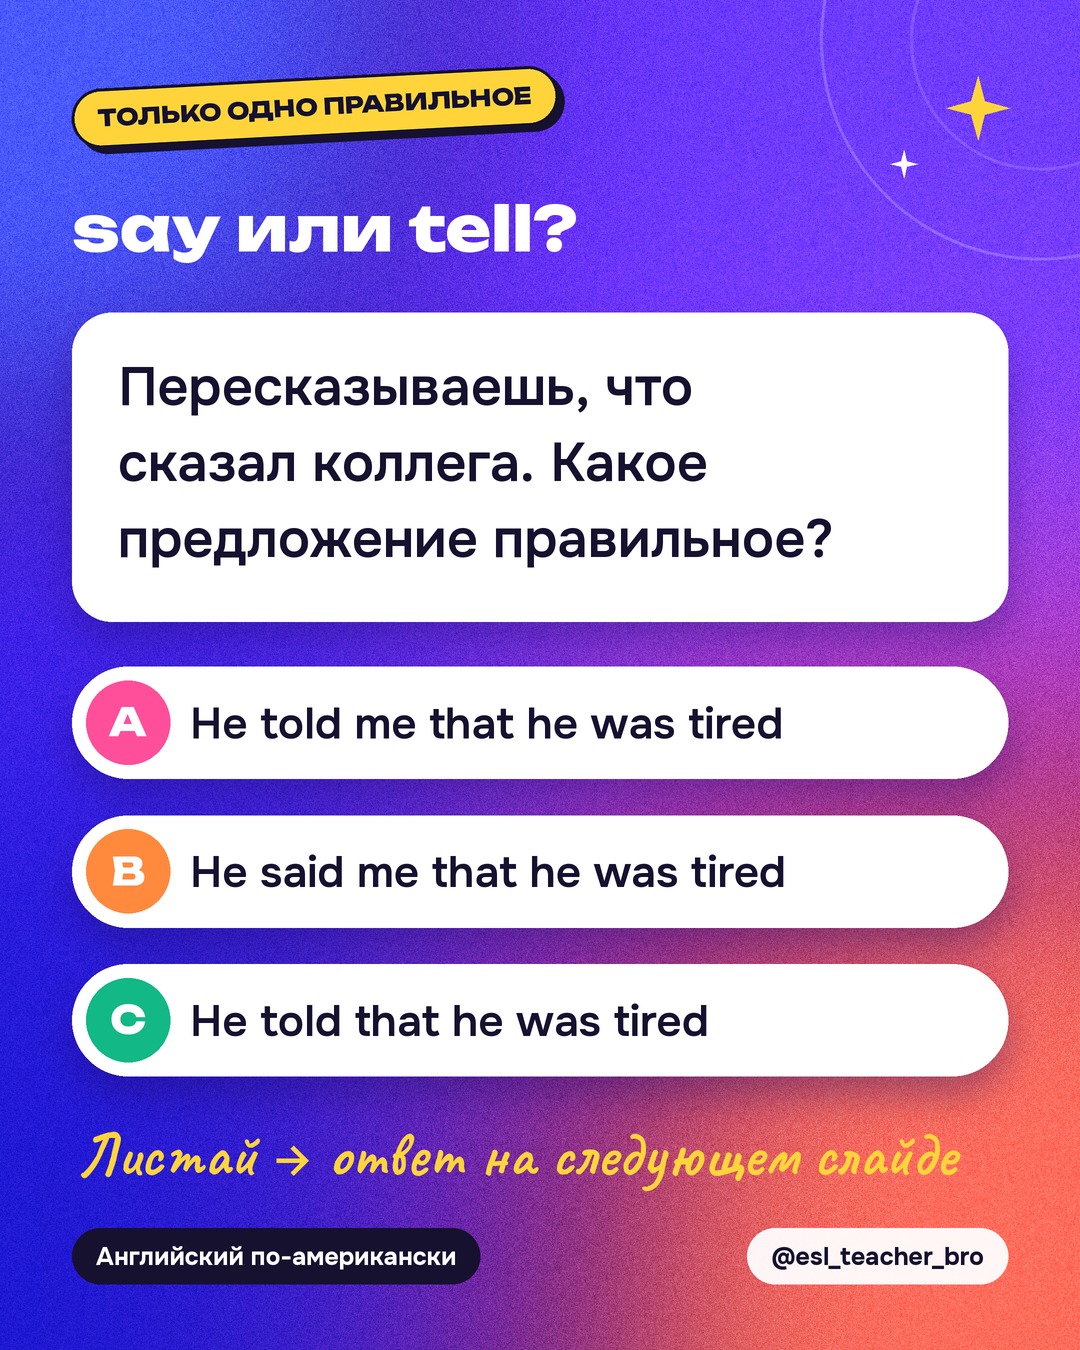 ТОЛЬКО ОДНО ПРАВИЛЬНОЕ
say или tell?
Пересказываешь, что
сказал коллега. Какое
предложение правильное?
A He told me that he was tired
B He said me that he was tired
C He told that he was tired
Листай → ответ на следующем слайде
Английский по-американски
@esl_teacher_bro